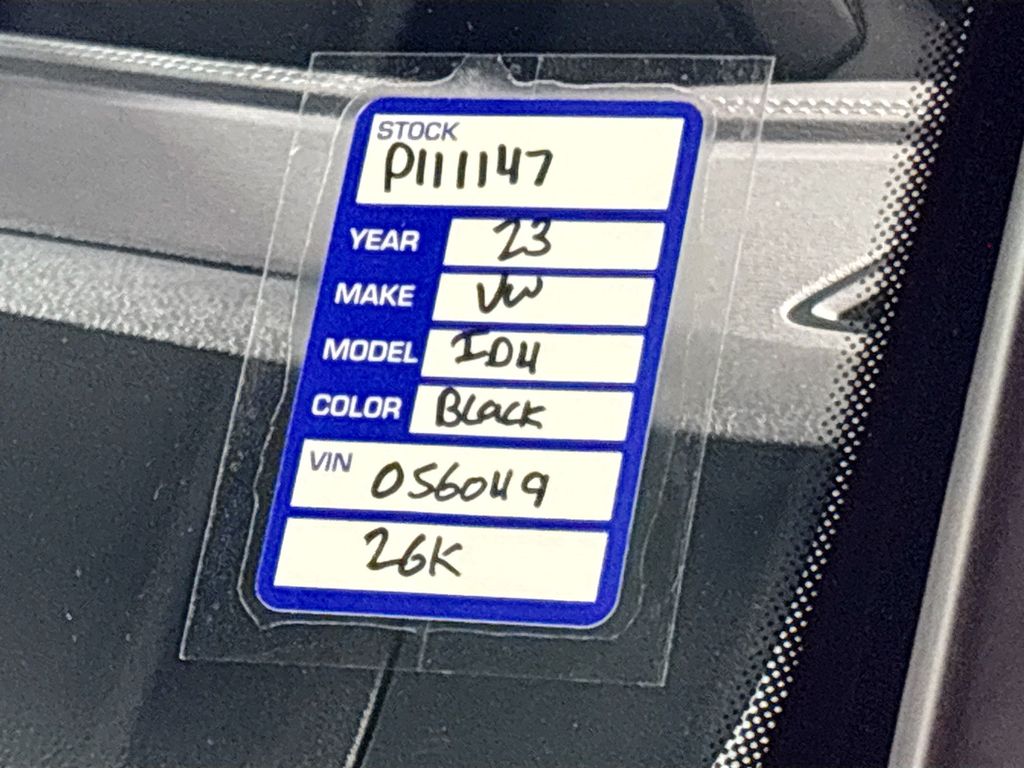 STOCK
P111147
YEAR 23
MAKE VW
MODEL ID4
COLOR Black
VIN 056049
26K